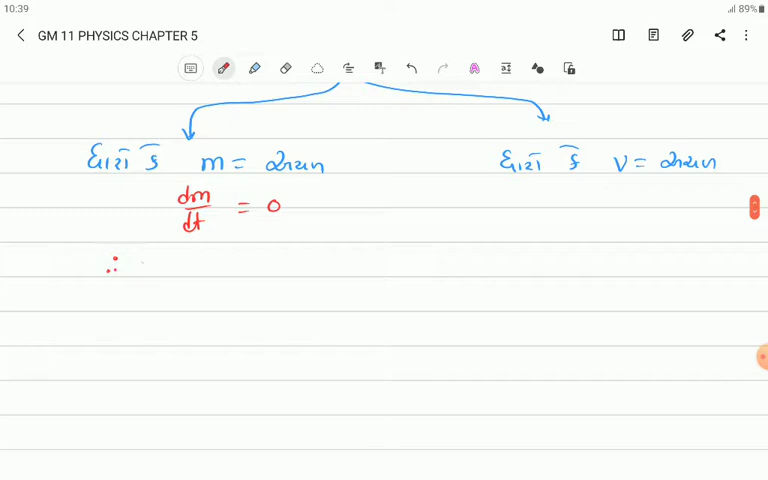 10:39 89%
GM 11 PHYSICS CHAPTER 5
ધારો કે m = અચળ ધારો કે v = અચળ
dm/dt = 0
∴